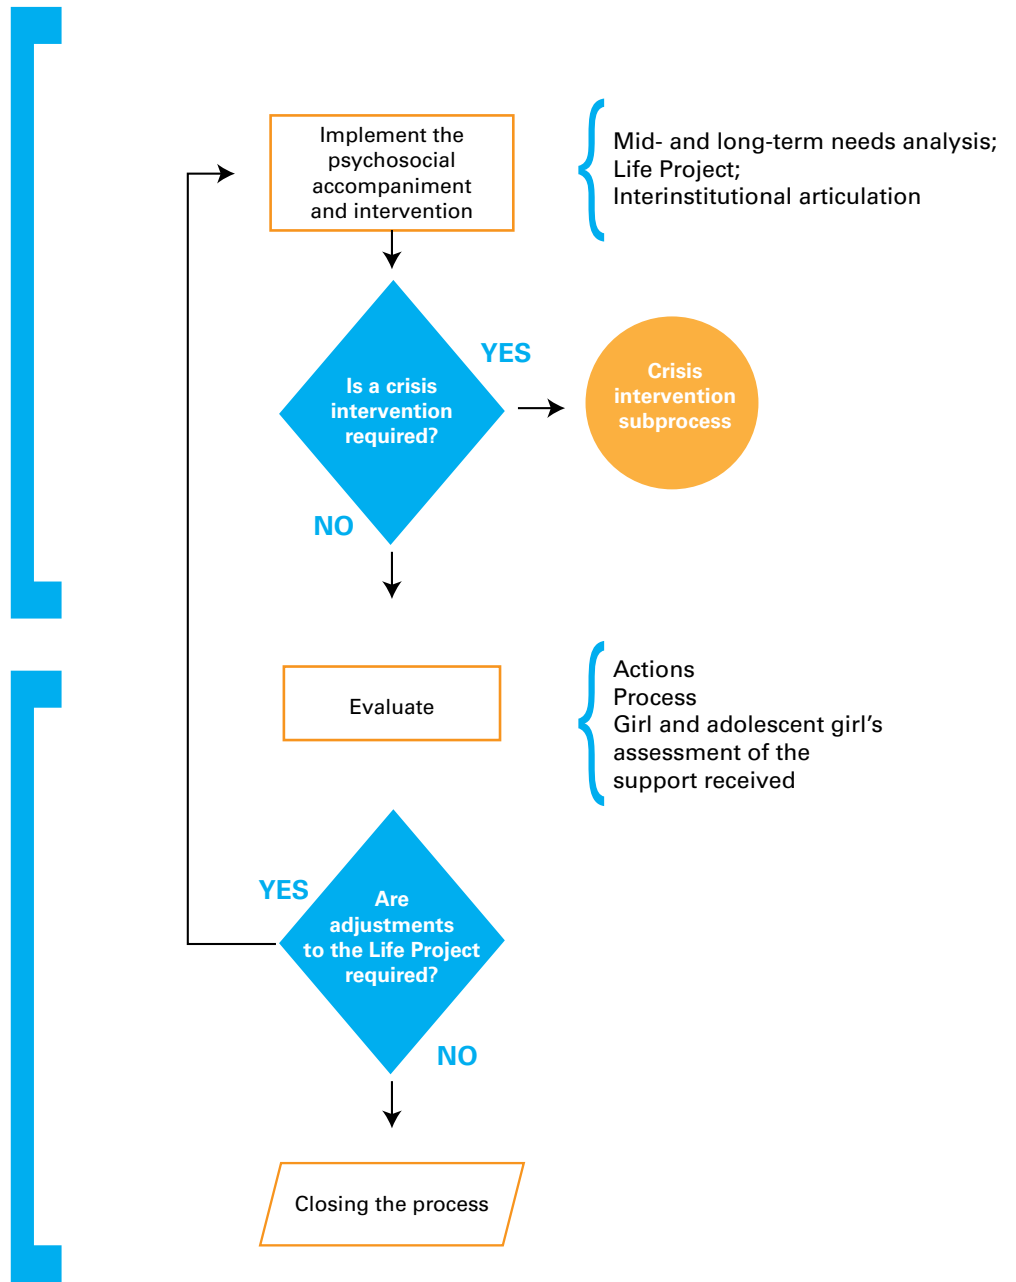 Implement the
psychosocial
accompaniment
and intervention
Mid- and long-term needs analysis;
Life Project;
Interinstitutional articulation
YES
Is a crisis
intervention
required?
Crisis
intervention
subprocess
NO
Evaluate
Actions
Process
Girl and adolescent girl’s
assessment of the
support received
YES
Are
adjustments
to the Life Project
required?
NO
Closing the process